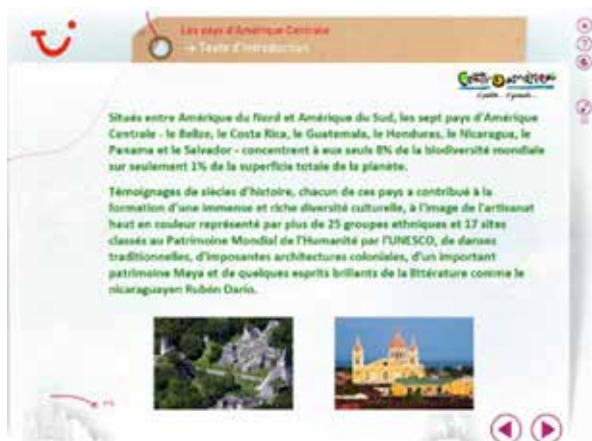 Les pays d'Amérique Centrale
→ Texte d'introduction
Situés entre Amérique du Nord et Amérique du Sud, les sept pays d'Amérique
Centrale - le Belize, le Costa Rica, le Guatemala, le Honduras, le Nicaragua, le
Panama et le Salvador - concentrent à eux seuls 8% de la biodiversité mondiale
sur seulement 1% de la superficie totale de la planète.
Témoignages de siècles d'histoire, chacun de ces pays a contribué à la
formation d'une immense et riche diversité culturelle, à l'image de l'artisanat
haut en couleur représenté par plus de 25 groupes ethniques et 17 sites
classés au Patrimoine Mondial de l'Humanité par l'UNESCO, de danses
traditionnelles, d'imposantes architectures coloniales, d'un important
patrimoine Maya et de quelques esprits brillants de la littérature comme le
nicaraguayen Rubén Darío.